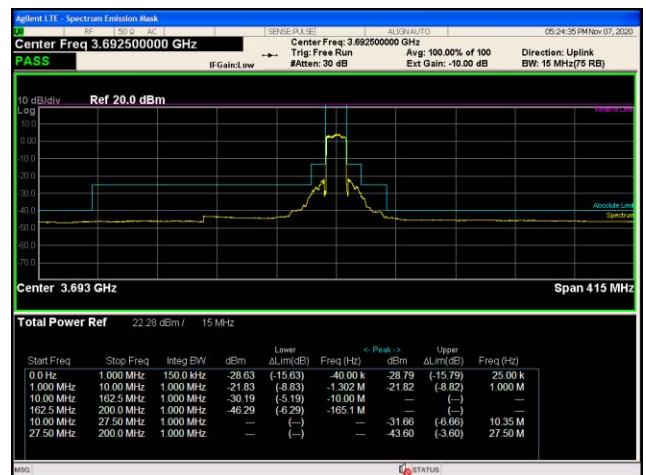 Agilent LTE - Spectrum Emission Mask
RF 50 Ω AC SENSE:PULSE ALIGN AUTO 05:24:35 PM Nov 07, 2020
Center Freq 3.692500000 GHz
Center Freq: 3.692500000 GHz
Trig: Free Run Avg: 100.00% of 100 Direction: Uplink
PASS IFGain:Low #Atten: 30 dB Ext Gain: -10.00 dB BW: 15 MHz(75 RB)
10 dB/div Ref 20.0 dBm
Log
Relative Limit
10.0
0.00
-10.0
-20.0
-30.0
-40.0
Absolute Limit
Spectrum
-50.0
-60.0
-70.0
Center 3.693 GHz Span 415 MHz
Total Power Ref 22.28 dBm / 15 MHz
Lower <- Peak -> Upper
Start Freq Stop Freq Integ BW dBm ΔLim(dB) Freq (Hz) dBm ΔLim(dB) Freq (Hz)
0.0 Hz 1.000 MHz 150.0 kHz -28.63 (-15.63) -40.00 k -28.79 (-15.79) 25.00 k
1.000 MHz 10.00 MHz 1.000 MHz -21.83 (-8.83) -1.302 M -21.82 (-8.82) 1.000 M
10.00 MHz 162.5 MHz 1.000 MHz -30.19 (-5.19) -10.00 M --- (---)
162.5 MHz 200.0 MHz 1.000 MHz -46.29 (-6.29) -165.1 M --- (---)
10.00 MHz 27.50 MHz 1.000 MHz --- (---) -31.66 (-6.66) 10.35 M
27.50 MHz 200.0 MHz 1.000 MHz --- (---) -43.60 (-3.60) 27.50 M
MSG STATUS